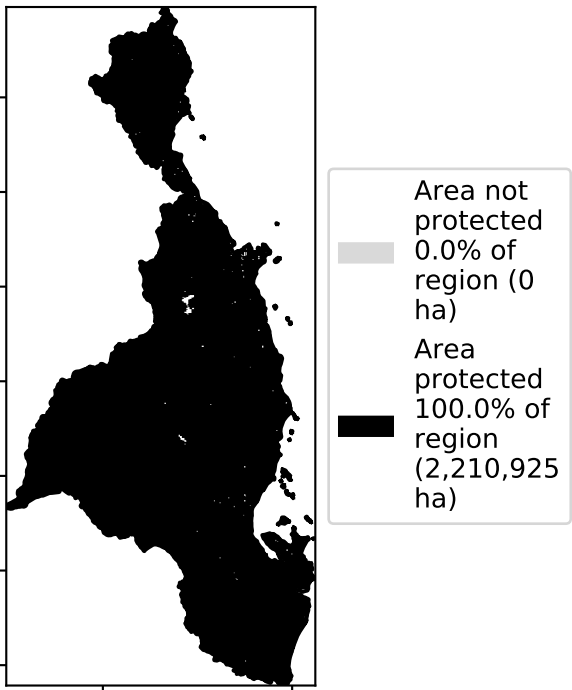 Area not
protected
0.0% of
region (0
ha)
Area
protected
100.0% of
region
(2,210,925
ha)